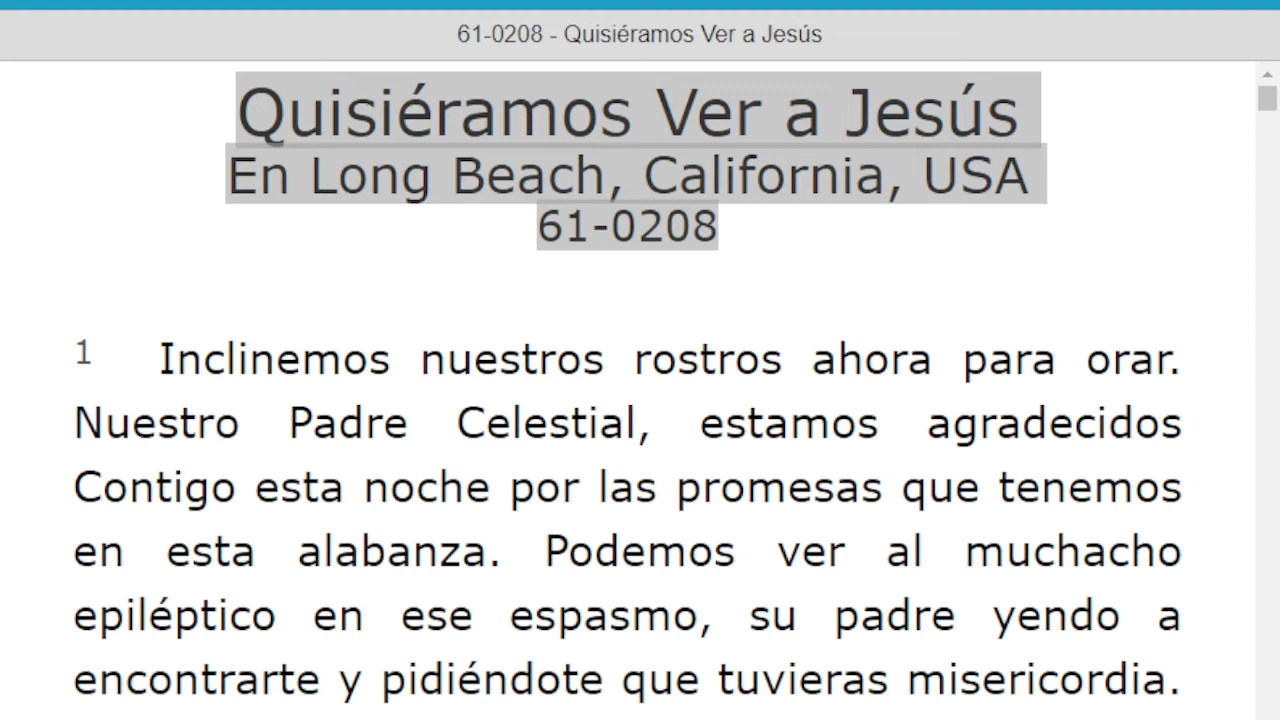 61-0208 - Quisiéramos Ver a Jesús
Quisiéramos Ver a Jesús
En Long Beach, California, USA
61-0208
1 Inclinemos nuestros rostros ahora para orar.
Nuestro Padre Celestial, estamos agradecidos
Contigo esta noche por las promesas que tenemos
en esta alabanza. Podemos ver al muchacho
epiléptico en ese espasmo, su padre yendo a
encontrarte y pidiéndote que tuvieras misericordia.